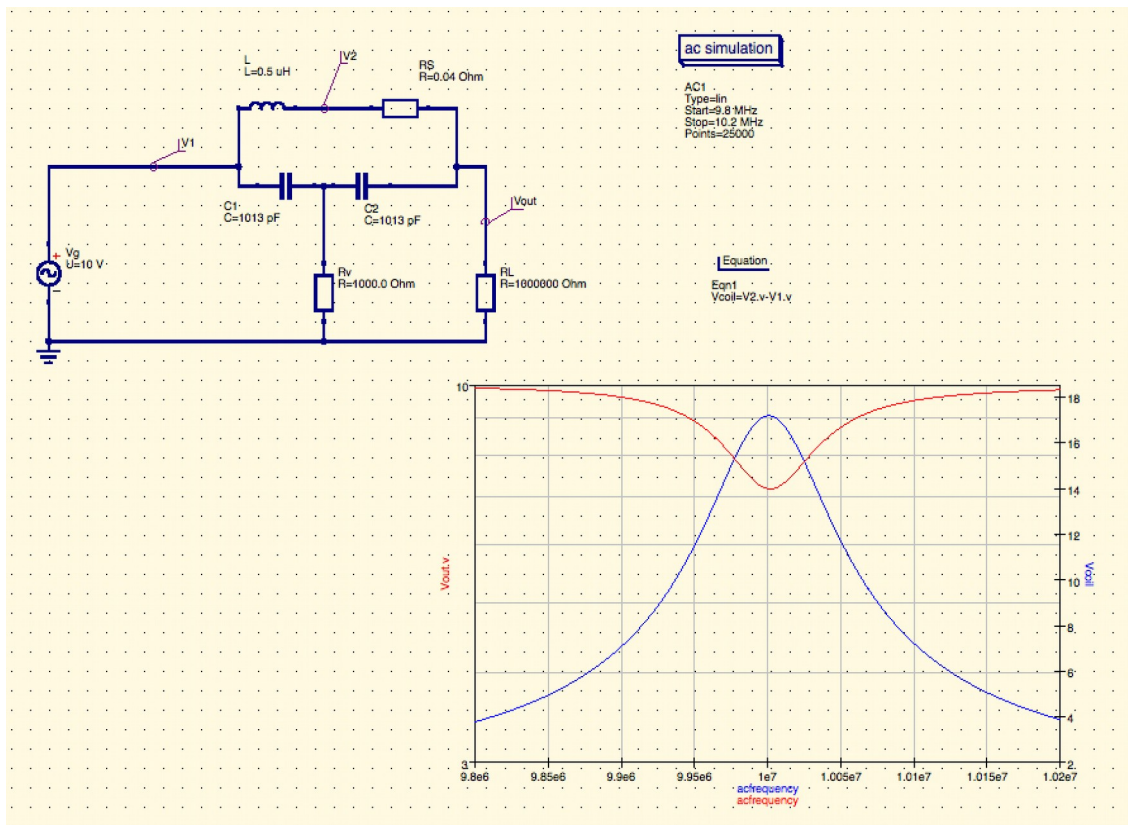 L
L=0.5 uH
V2
RS
R=0.04 Ohm
ac simulation
AC1
Type=lin
Start=9.8 MHz
Stop=10.2 MHz
Points=25000
V1
C1
C=1013 pF
C2
C=1013 pF
Vout
Vg
U=10 V
Rv
R=1000.0 Ohm
RL
Equation
Eqn1
Vcoil=V2.v-V1.v
10
18
16
14
12
10
8
6
4
2
3
Vout.v
Vcoil
9.8e6
9.85e6
9.9e6
9.95e6
1e7
1.005e7
1.01e7
1.015e7
1.02e7
acfrequency
acfrequency